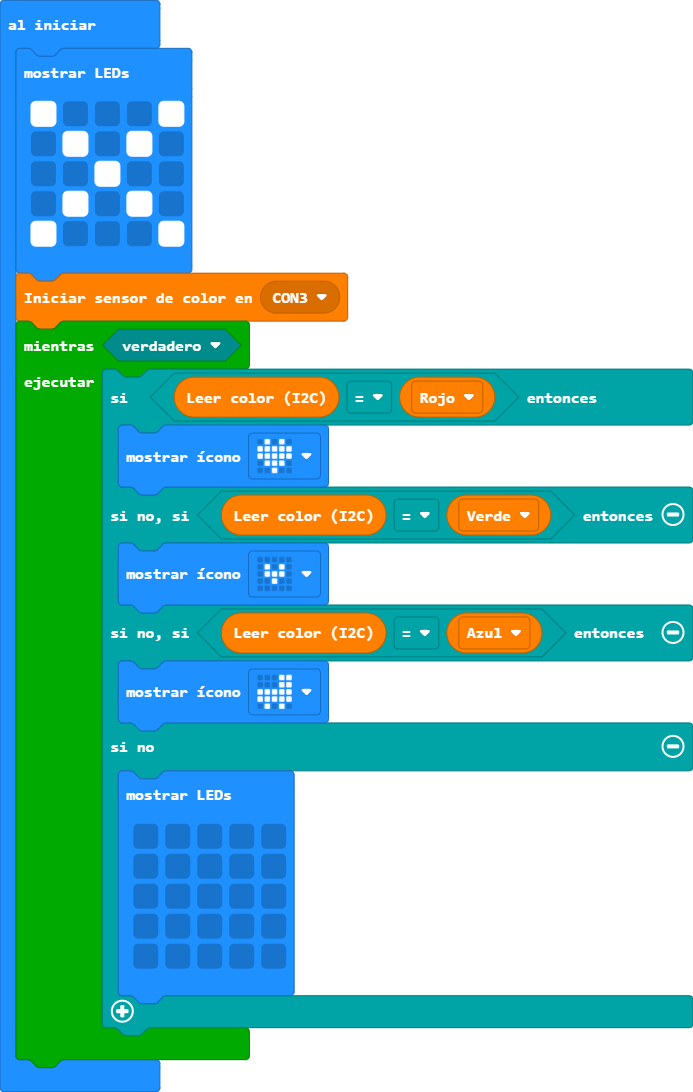 al iniciar
mostrar LEDs
Iniciar sensor de color en CON3
mientras verdadero
ejecutar
si Leer color (I2C) = Rojo entonces
mostrar ícono
si no, si Leer color (I2C) = Verde entonces
mostrar ícono
si no, si Leer color (I2C) = Azul entonces
mostrar ícono
si no
mostrar LEDs